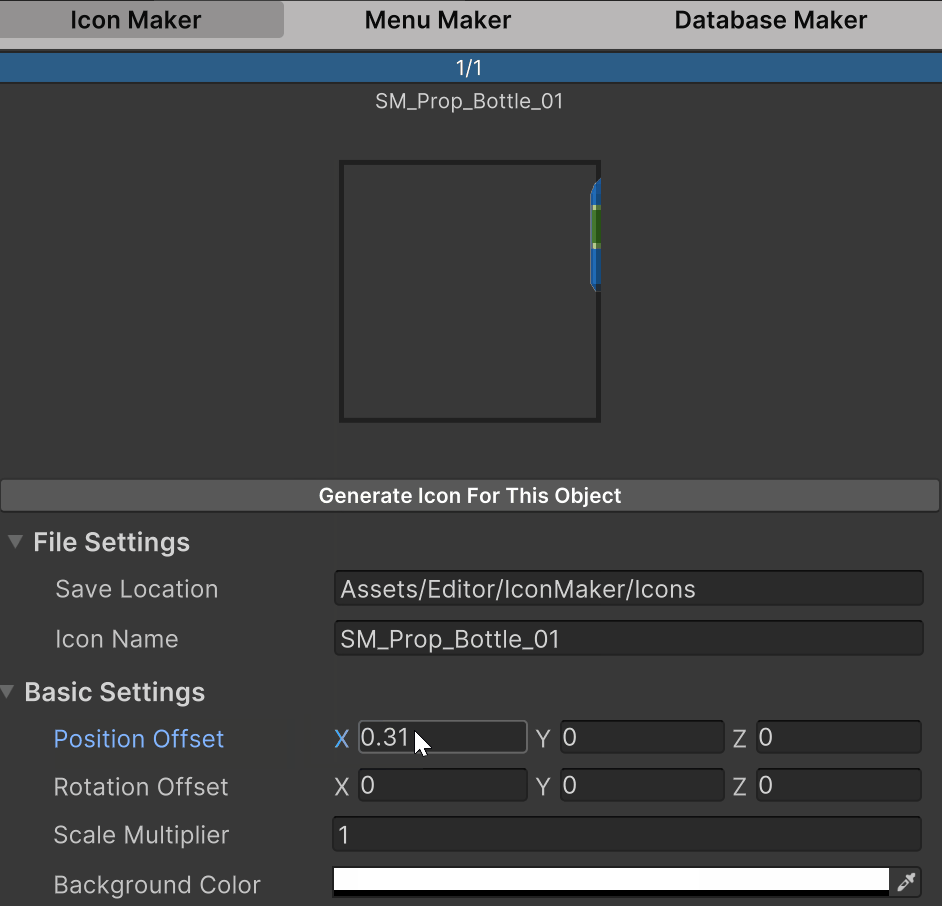 Icon Maker Menu Maker Database Maker
1/1
SM_Prop_Bottle_01
Generate Icon For This Object
File Settings
Save Location Assets/Editor/IconMaker/Icons
Icon Name SM_Prop_Bottle_01
Basic Settings
Position Offset X 0.31 Y 0 Z 0
Rotation Offset X 0 Y 0 Z 0
Scale Multiplier 1
Background Color